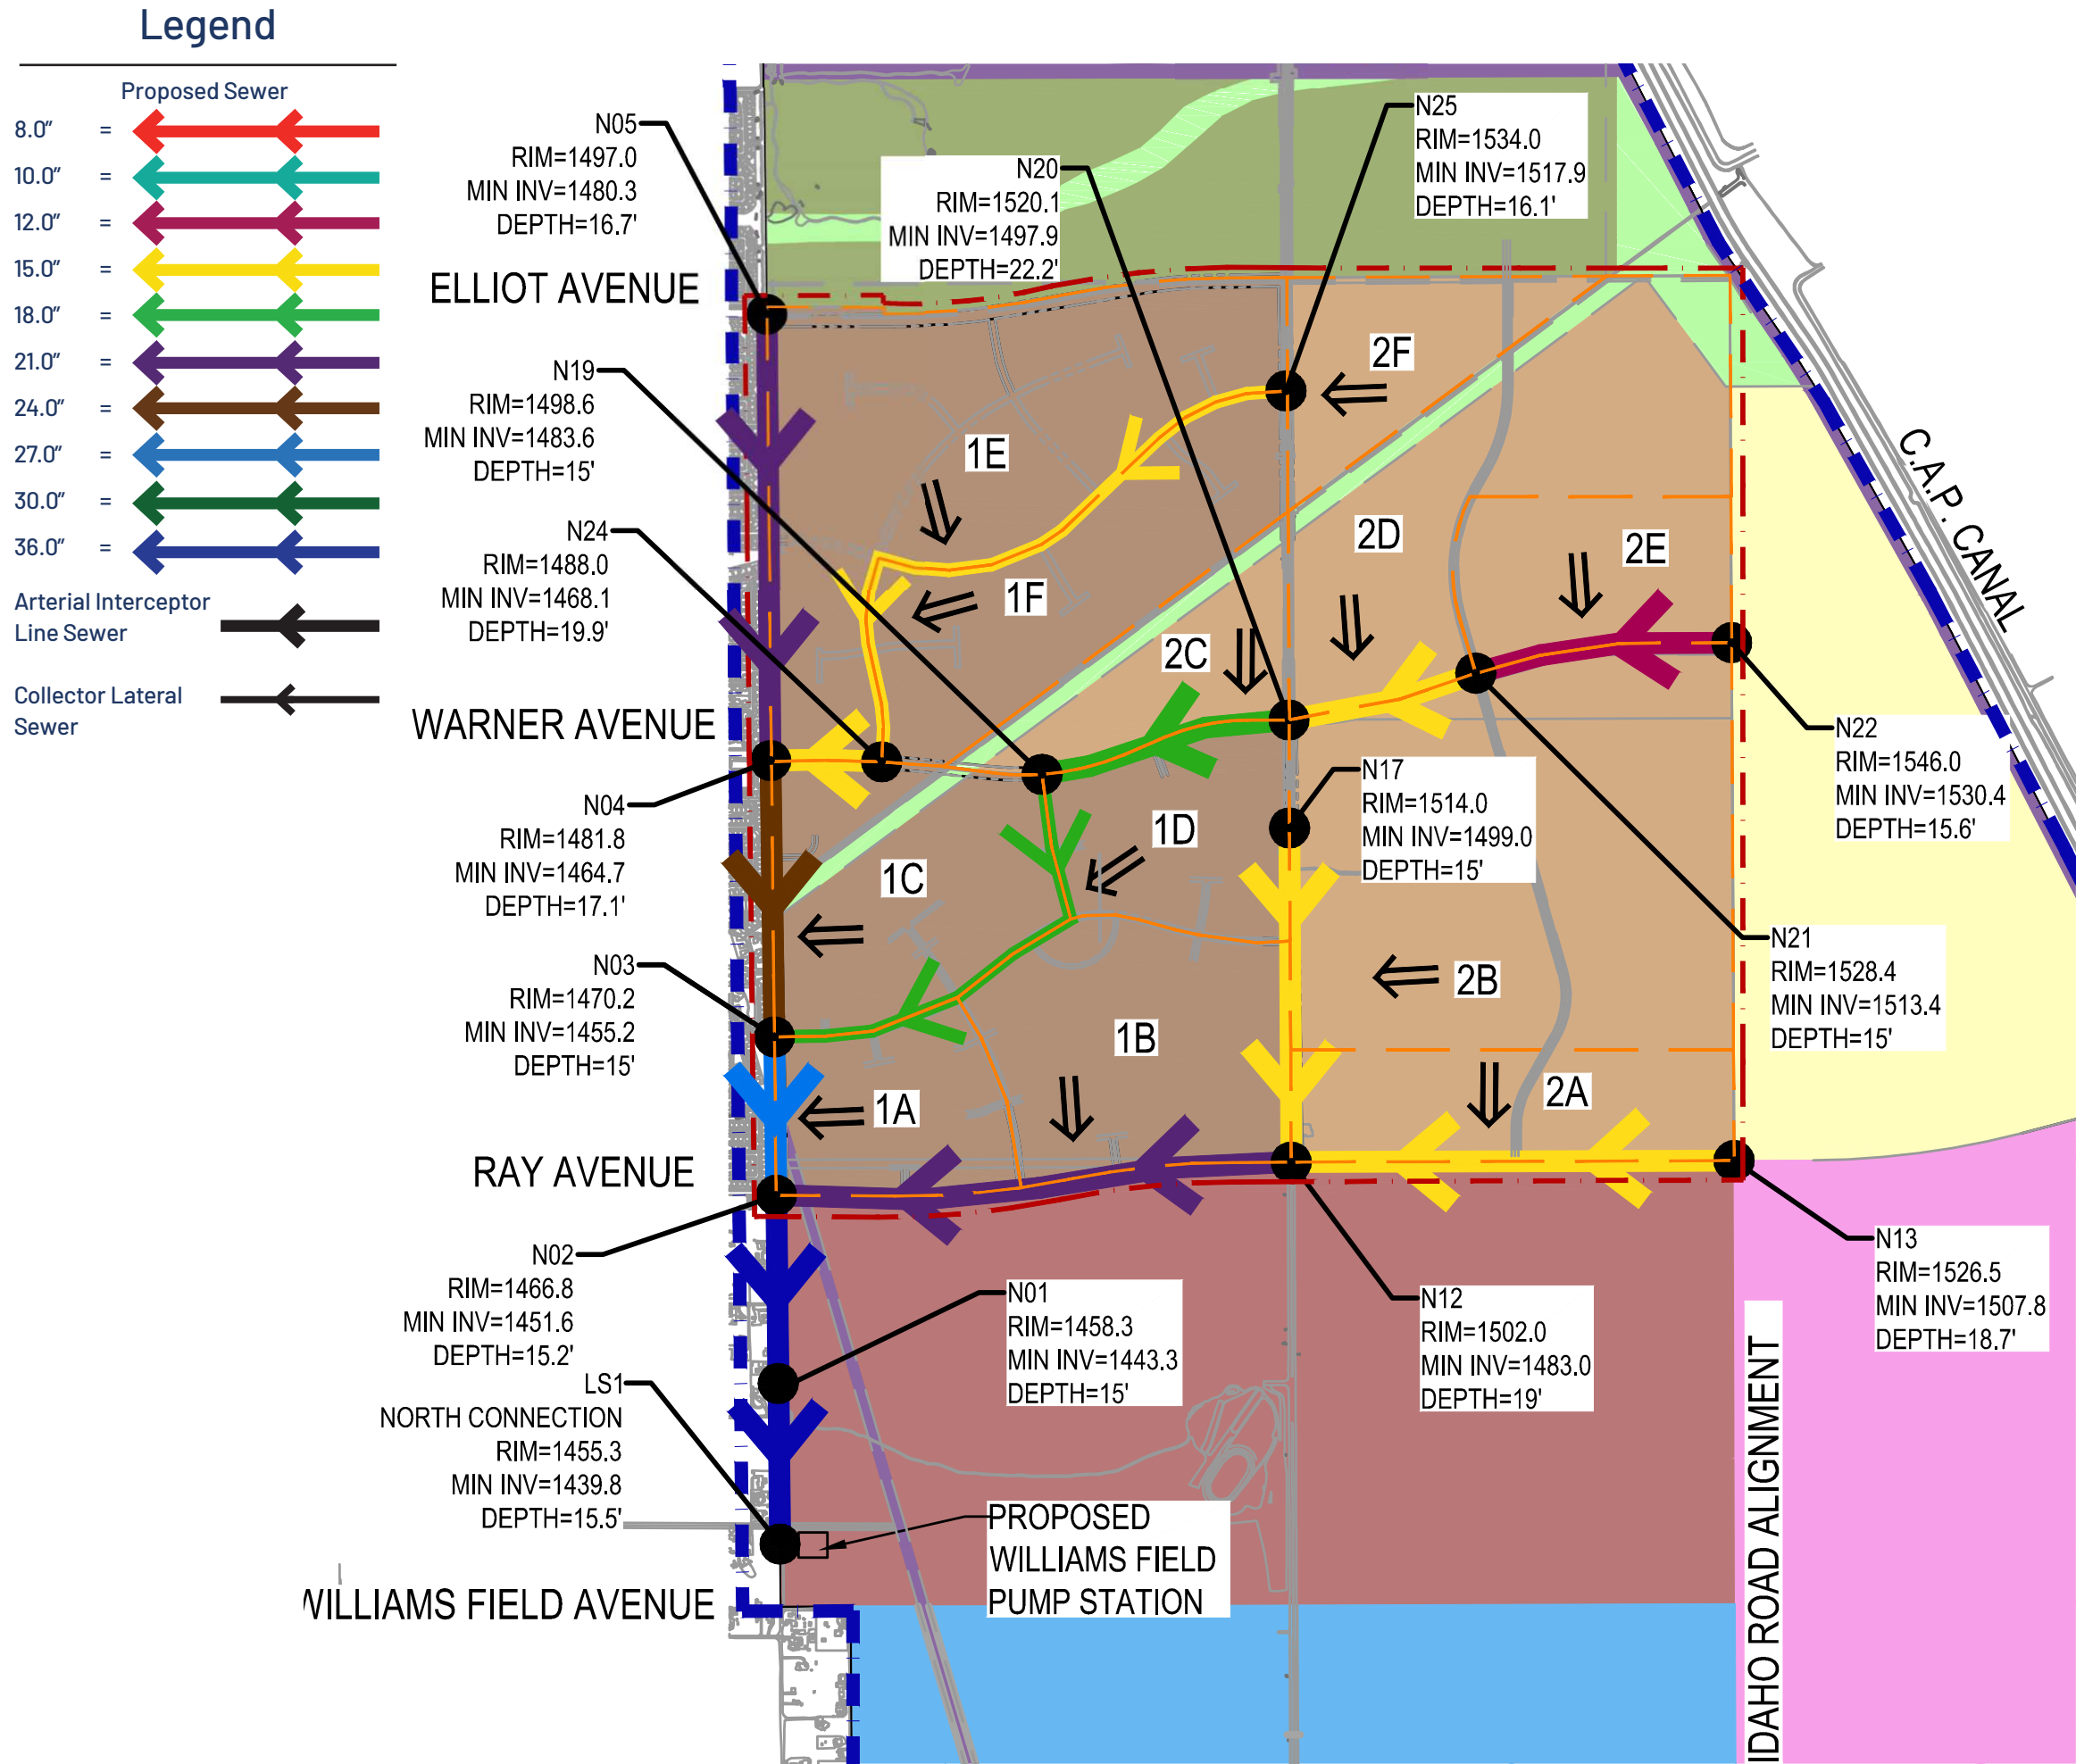 Legend
Proposed Sewer
8.0" =
10.0" =
12.0" =
15.0" =
18.0" =
21.0" =
24.0" =
27.0" =
30.0" =
36.0" =
Arterial Interceptor
Line Sewer
Collector Lateral
Sewer
N05
RIM=1497.0
MIN INV=1480.3
DEPTH=16.7'
ELLIOT AVENUE
N20
RIM=1520.1
MIN INV=1497.9
DEPTH=22.2'
N25
RIM=1534.0
MIN INV=1517.9
DEPTH=16.1'
N19
RIM=1498.6
MIN INV=1483.6
DEPTH=15'
N24
RIM=1488.0
MIN INV=1468.1
DEPTH=19.9'
WARNER AVENUE
N04
RIM=1481.8
MIN INV=1464.7
DEPTH=17.1'
N03
RIM=1470.2
MIN INV=1455.2
DEPTH=15'
RAY AVENUE
N02
RIM=1466.8
MIN INV=1451.6
DEPTH=15.2'
LS1
NORTH CONNECTION
RIM=1455.3
MIN INV=1439.8
DEPTH=15.5'
WILLIAMS FIELD AVENUE
2F
1E
2D
2E
1F
2C
1D
1C
2B
1B
2A
1A
C.A.P. CANAL
N22
RIM=1546.0
MIN INV=1530.4
DEPTH=15.6'
N17
RIM=1514.0
MIN INV=1499.0
DEPTH=15'
N21
RIM=1528.4
MIN INV=1513.4
DEPTH=15'
N13
RIM=1526.5
MIN INV=1507.8
DEPTH=18.7'
N01
RIM=1458.3
MIN INV=1443.3
DEPTH=15'
N12
RIM=1502.0
MIN INV=1483.0
DEPTH=19'
PROPOSED
WILLIAMS FIELD
PUMP STATION
IDAHO ROAD ALIGNMENT